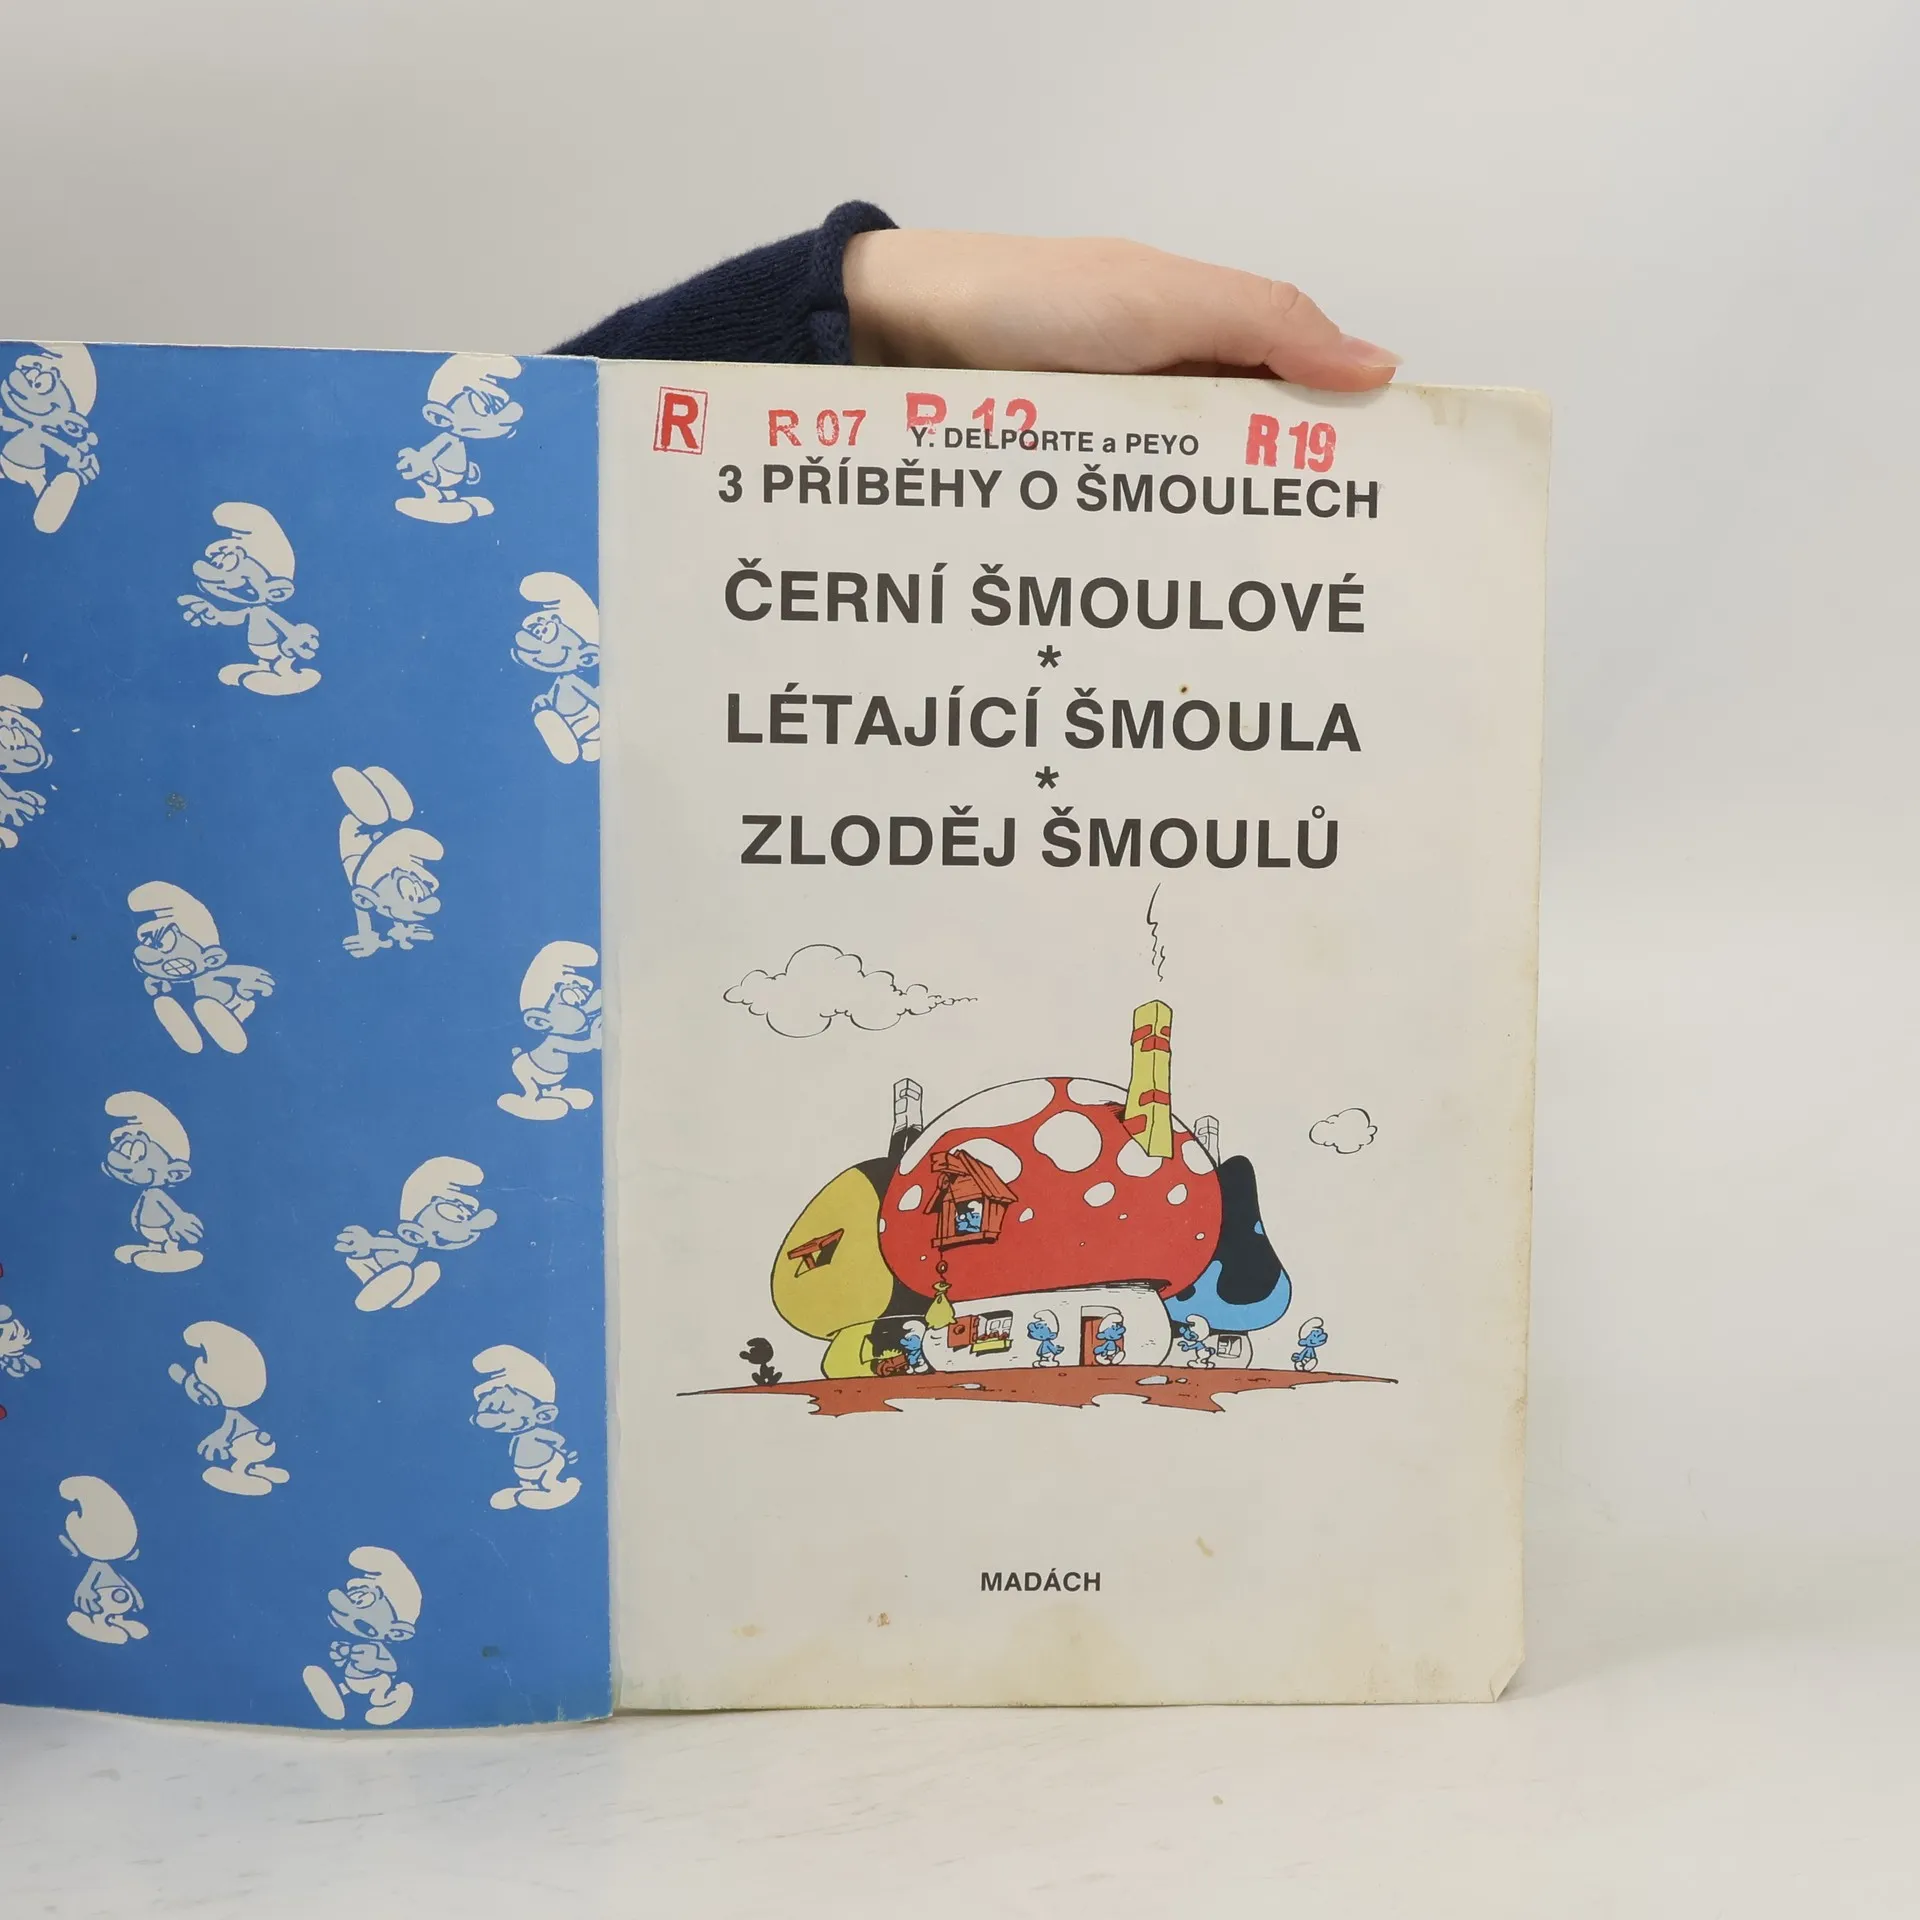 R R 07 R 12 R 19
Y. DELPORTE a PEYO
3 PŘÍBĚHY O ŠMOULECH
ČERNÍ ŠMOULOVÉ
*
LÉTAJÍCÍ ŠMOULA
*
ZLODĚJ ŠMOULŮ
MADÁCH